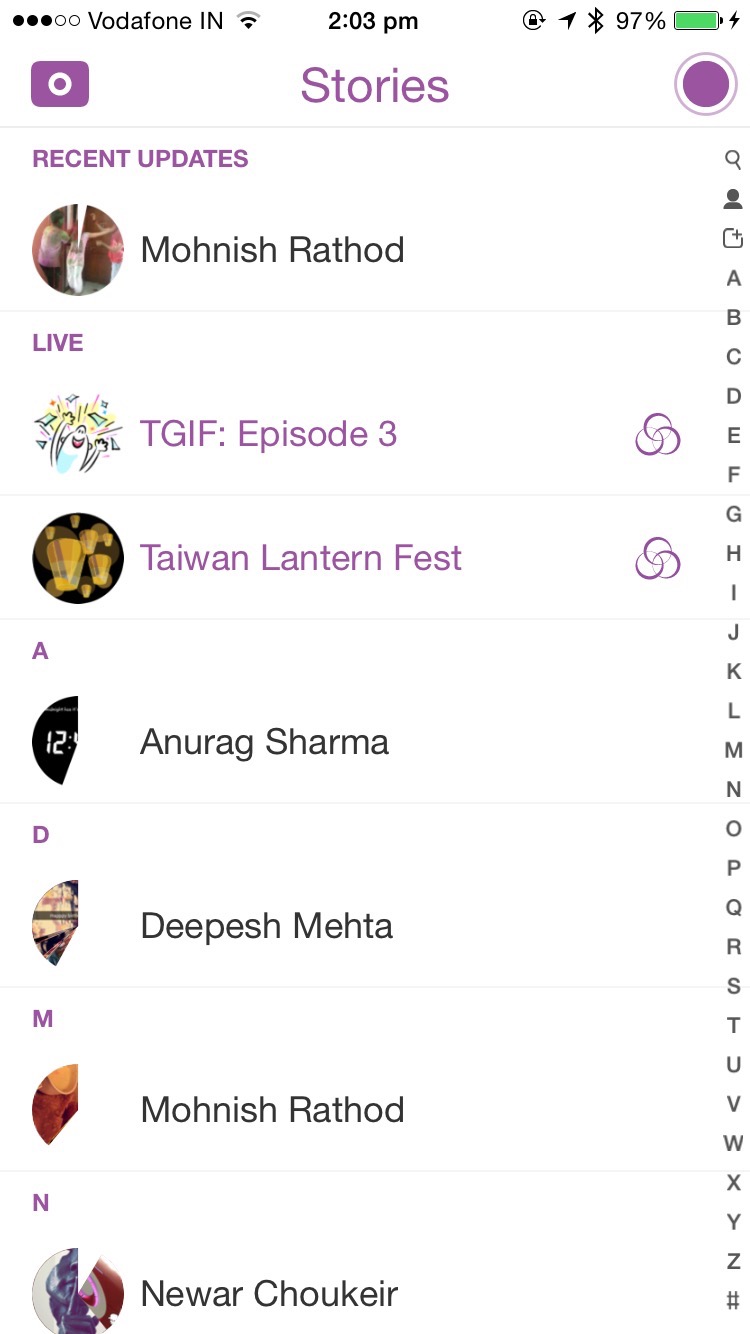 Vodafone IN 2:03 pm 97%
Stories
RECENT UPDATES
Mohnish Rathod
LIVE
TGIF: Episode 3
Taiwan Lantern Fest
A
Anurag Sharma
D
Deepesh Mehta
M
Mohnish Rathod
N
Newar Choukeir
A
B
C
D
E
F
G
H
I
J
K
L
M
N
O
P
Q
R
S
T
U
V
W
X
Y
Z
#